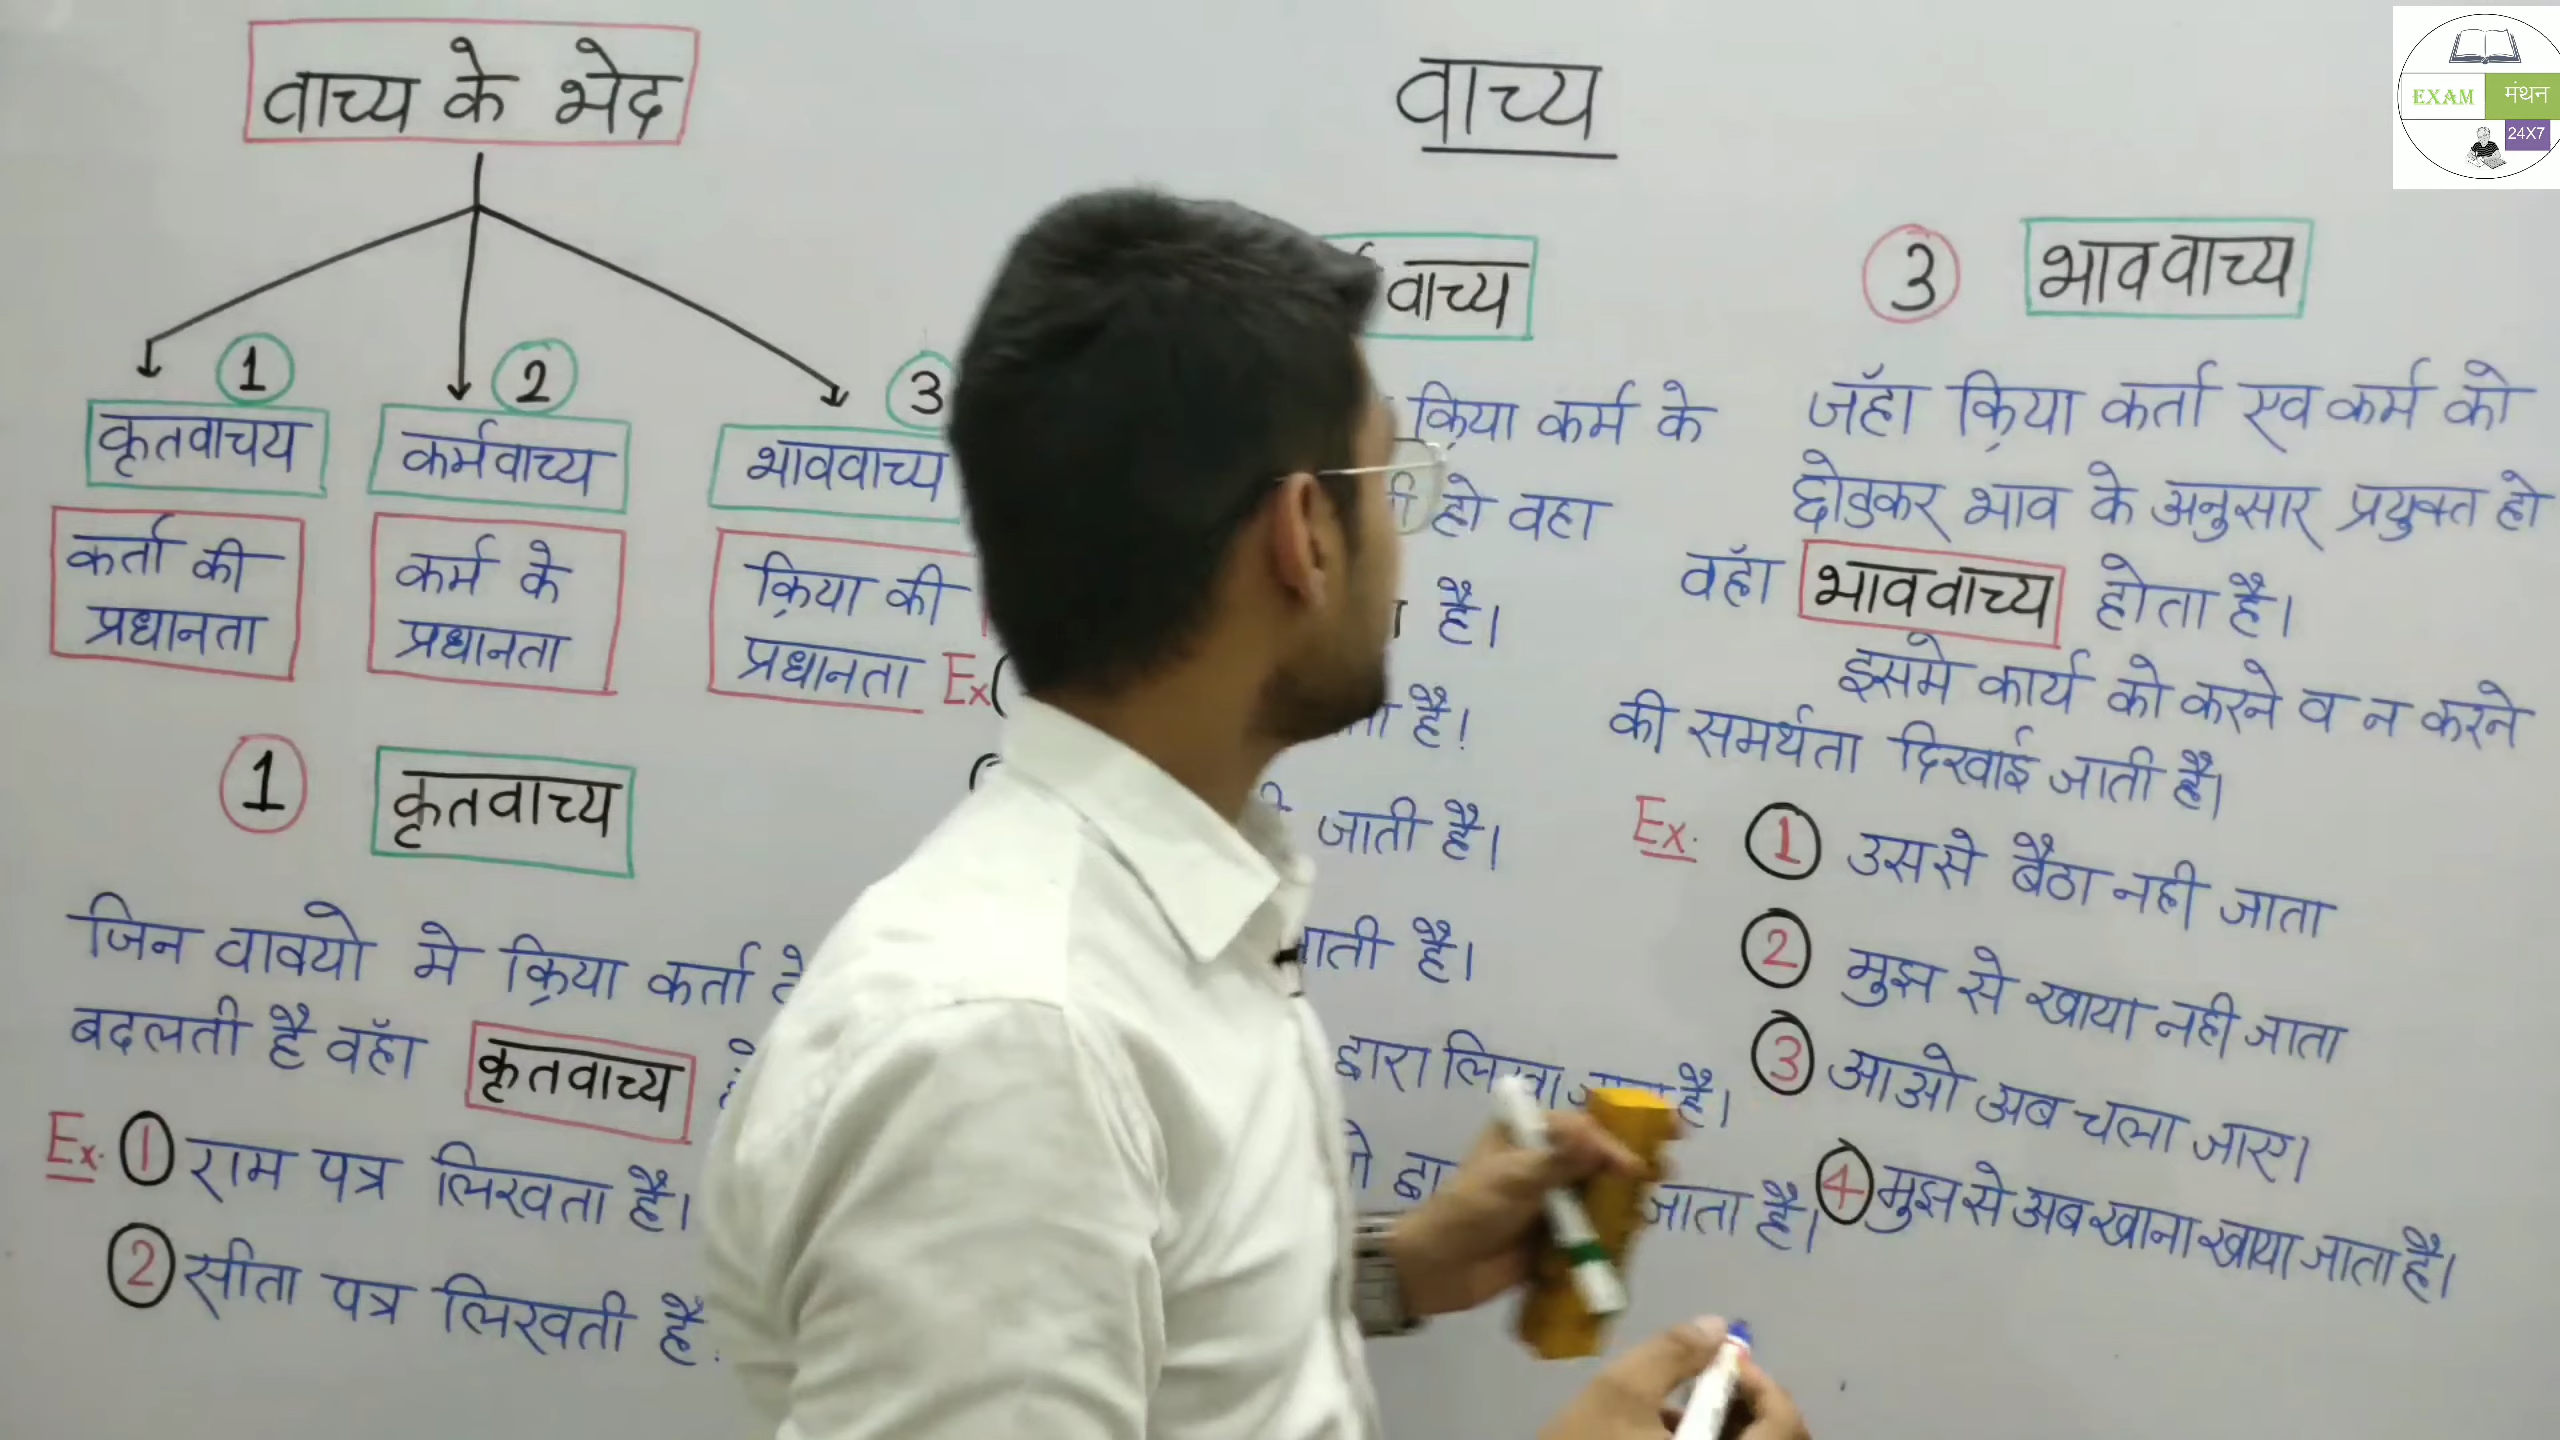 वाच्य के भेद
1
कृतवाचय
कर्ता की
प्रधानता
2
कर्मवाच्य
कर्म के
प्रधानता
3
भाववाच्य
क्रिया की
प्रधानता
1 कृतवाच्य
जिन वाक्यो मे क्रिया कर्ता
बदलती है वहाँ कृतवाच्य
Ex. 1 राम पत्र लिखता है।
2 सीता पत्र लिखती है
वाच्य
वाच्य
क्रिया कर्म के
हो वहा
है।
Ex
है।
जाती है।
है।
द्वारा लिखा है।
जाता है।
3 भाववाच्य
जहाँ क्रिया कर्ता एव कर्म को
छोडकर भाव के अनुसार प्रयुक्त हो
वहाँ भाववाच्य होता है।
इसमे कार्य को करने व न करने
की समर्थता दिखाई जाती है।
Ex. 1 उस से बैठा नही जाता
2 मुझ से खाया नही जाता
3 आओ अब चला जाए।
4 मुझ से अब खाना खाया जाता है।
EXAM मंथन
24X7